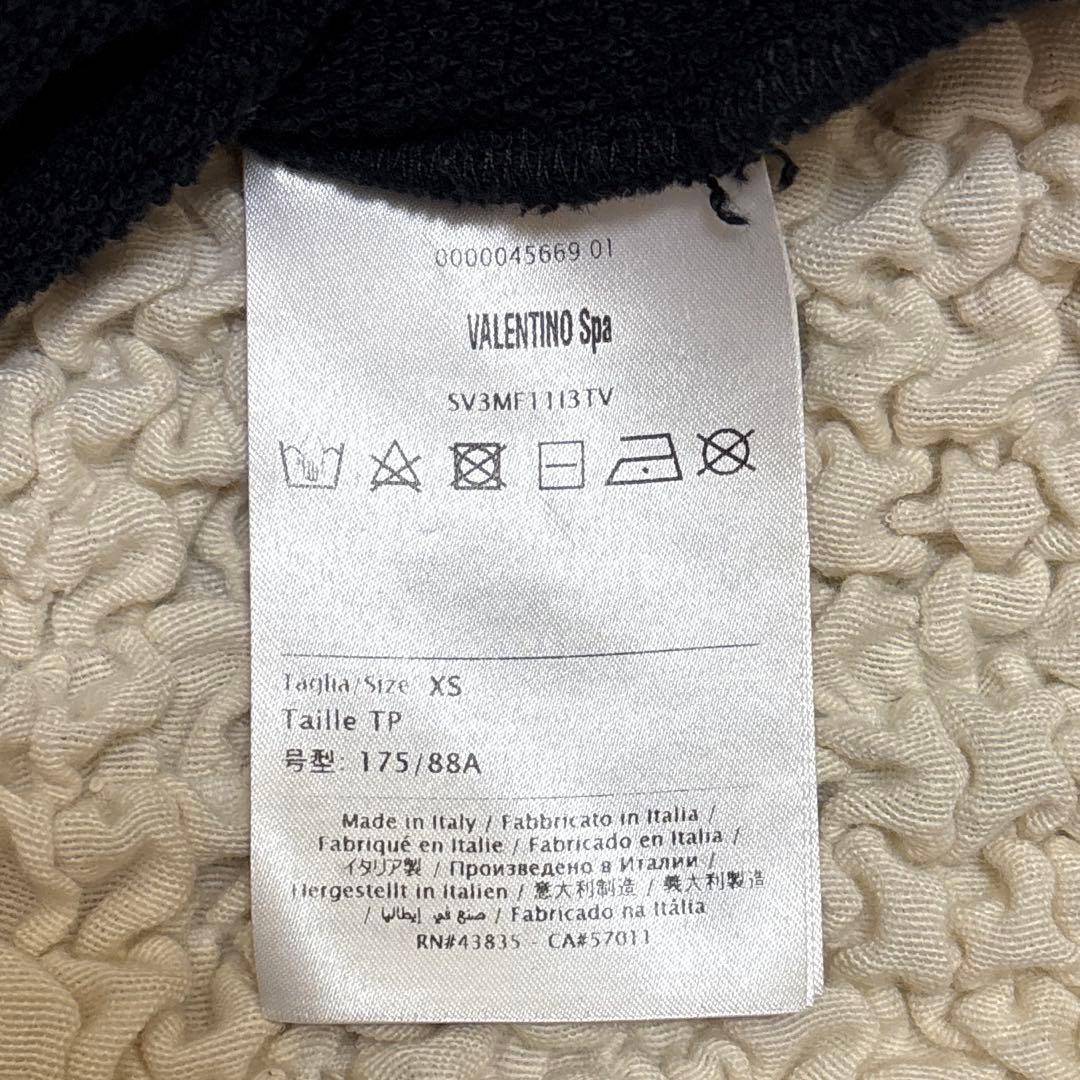 0000045669 01
VALENTINO Spa
SV3MF11I3TV
Taglia/Size XS
Taille TP
号型: 175/88A
Made in Italy / Fabbricato in Italia /
Fabriqué en Italie / Fabricado en Italia /
イタリア製 / Произведено в Италии /
Hergestellt in Italien / 意大利制造 / 義大利製造
/ صنع في إيطاليا / Fabricado na Itália
RN#43835 - CA#57011